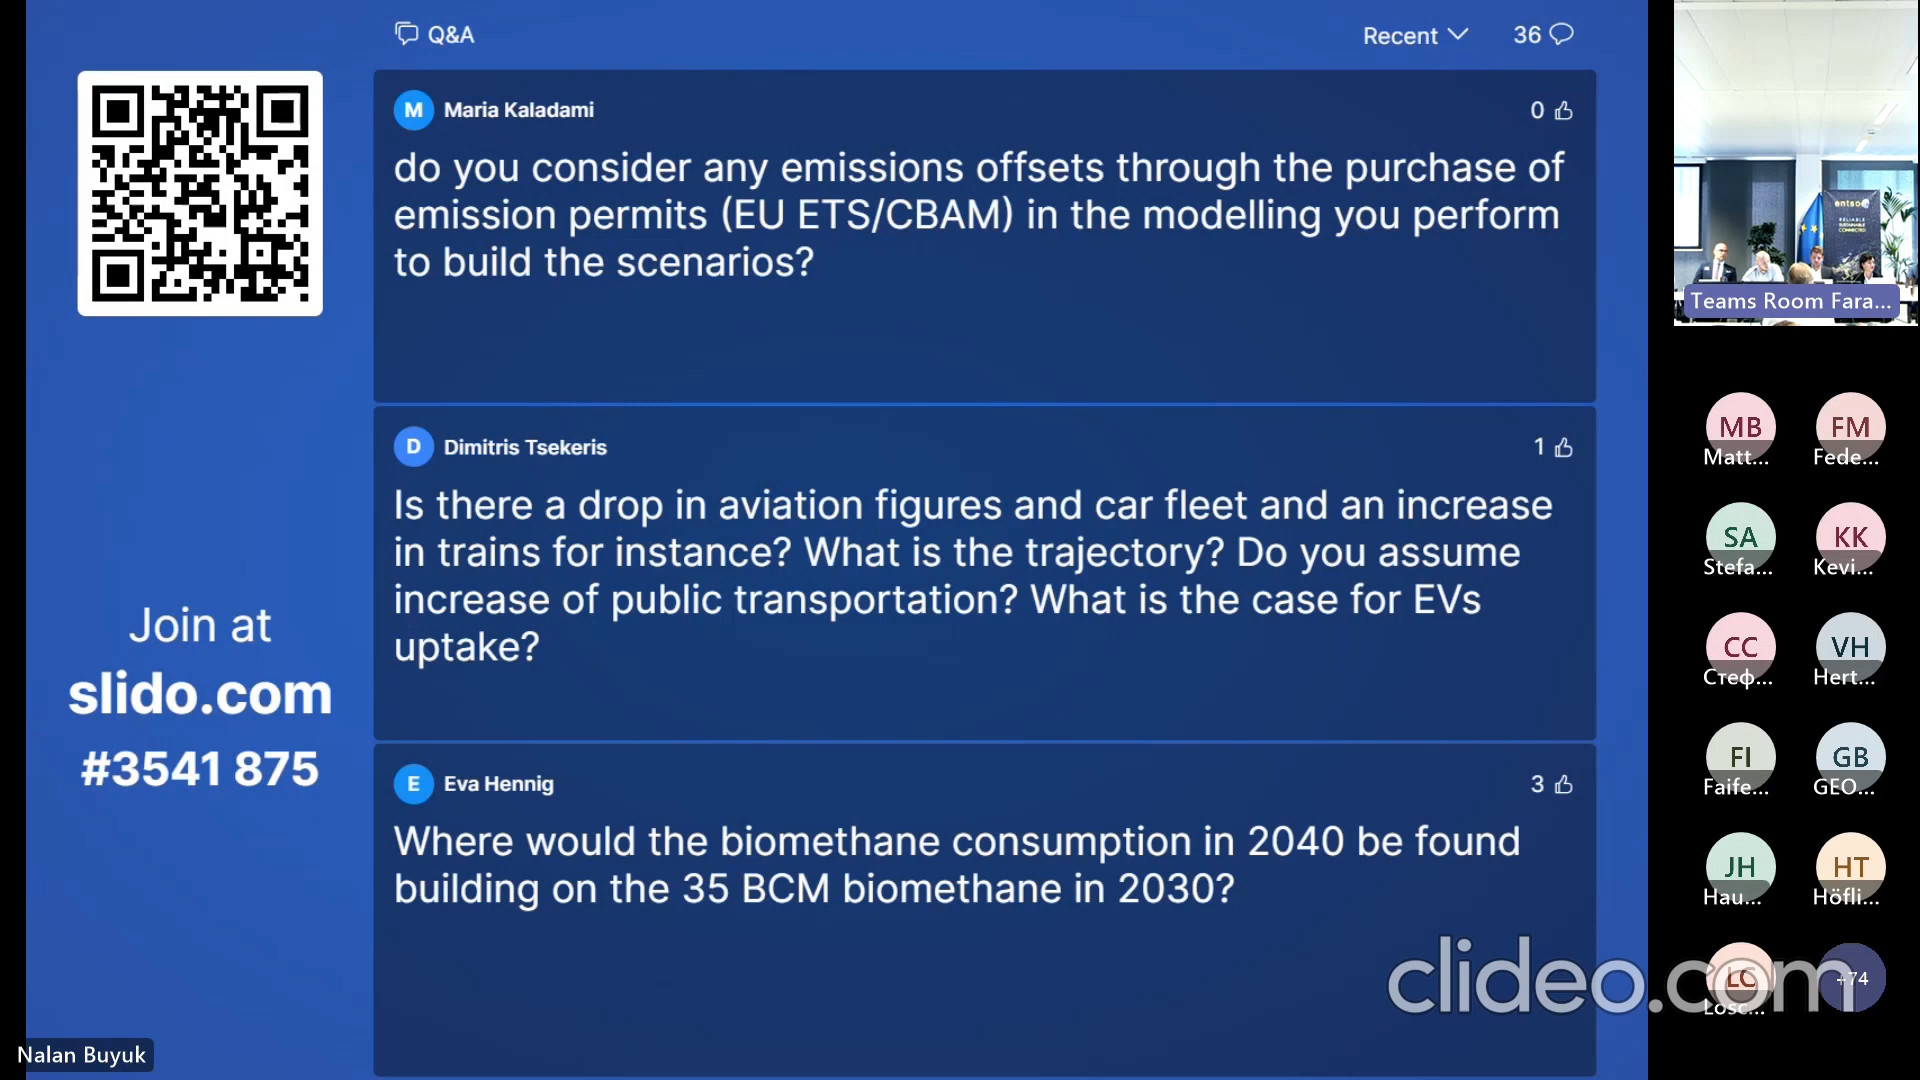 Q&A
Recent
36
Maria Kaladami
0
do you consider any emissions offsets through the purchase of
emission permits (EU ETS/CBAM) in the modelling you perform
to build the scenarios?
Dimitris Tsekeris
1
Is there a drop in aviation figures and car fleet and an increase
in trains for instance? What is the trajectory? Do you assume
increase of public transportation? What is the case for EVs
uptake?
Eva Hennig
3
Where would the biomethane consumption in 2040 be found
building on the 35 BCM biomethane in 2030?
Join at
slido.com
#3541 875
Nalan Buyuk
entsoe
RELIABLE
SUSTAINABLE
CONNECTED
Teams Room Fara...
MB
Matt...
FM
Fede...
SA
Stefa...
KK
Kevi...
CC
Стеф...
VH
Hert...
FI
Faife...
GB
GEO...
JH
Hau...
HT
Höfli...
LC
Losc...
+74
clideo.com